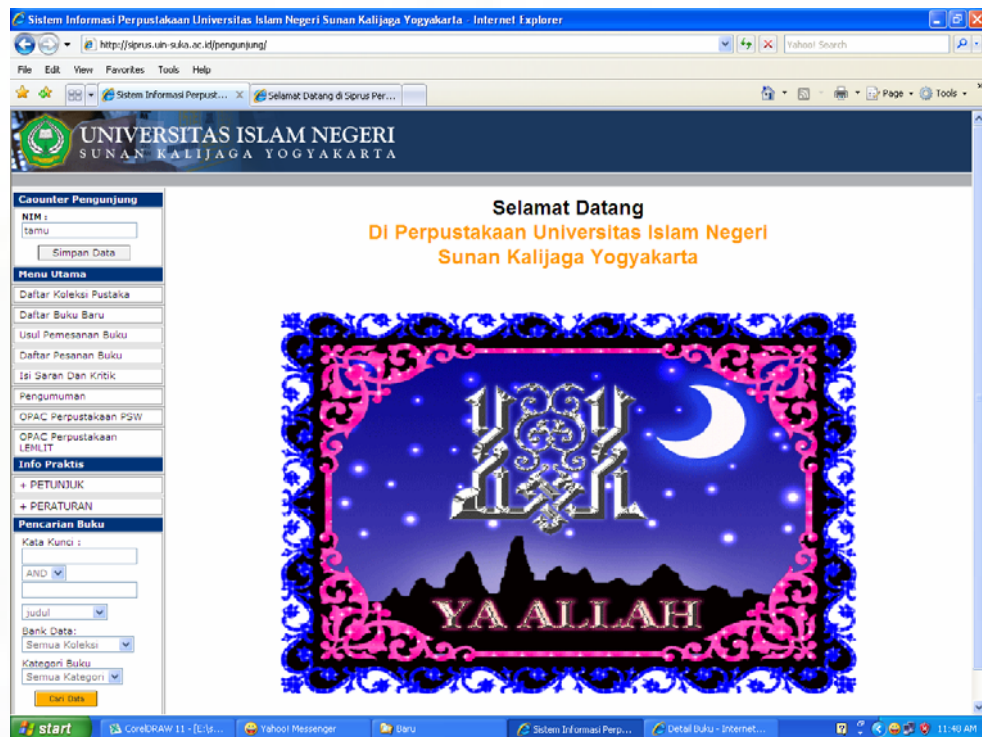 Sistem Informasi Perpustakaan Universitas Islam Negeri Sunan Kalijaga Yogyakarta - Internet Explorer
http://siprus.uin-suka.ac.id/pengunjung/
Yahoo! Search
File Edit View Favorites Tools Help
Sistem Informasi Perpust... X Selamat Datang di Siprus Per...
Page Tools
UNIVERSITAS ISLAM NEGERI
SUNAN KALIJAGA YOGYAKARTA
Caounter Pengunjung
NIM :
tamu
Simpan Data
Menu Utama
Daftar Koleksi Pustaka
Daftar Buku Baru
Usul Pemesanan Buku
Daftar Pesanan Buku
Isi Saran Dan Kritik
Pengumuman
OPAC Perpustakaan PSW
OPAC Perpustakaan
LEMLIT
Info Praktis
+ PETUNJUK
+ PERATURAN
Pencarian Buku
Kata Kunci :
AND
judul
Bank Data:
Semua Koleksi
Kategori Buku
Semua Kategori
Cari Data
Selamat Datang
Di Perpustakaan Universitas Islam Negeri
Sunan Kalijaga Yogyakarta
YA ALLAH
start CorelDRAW 11 - [E:\s... Yahoo! Messenger Baru Sistem Informasi Perp... Detail Buku - Internet... 11:40 AM